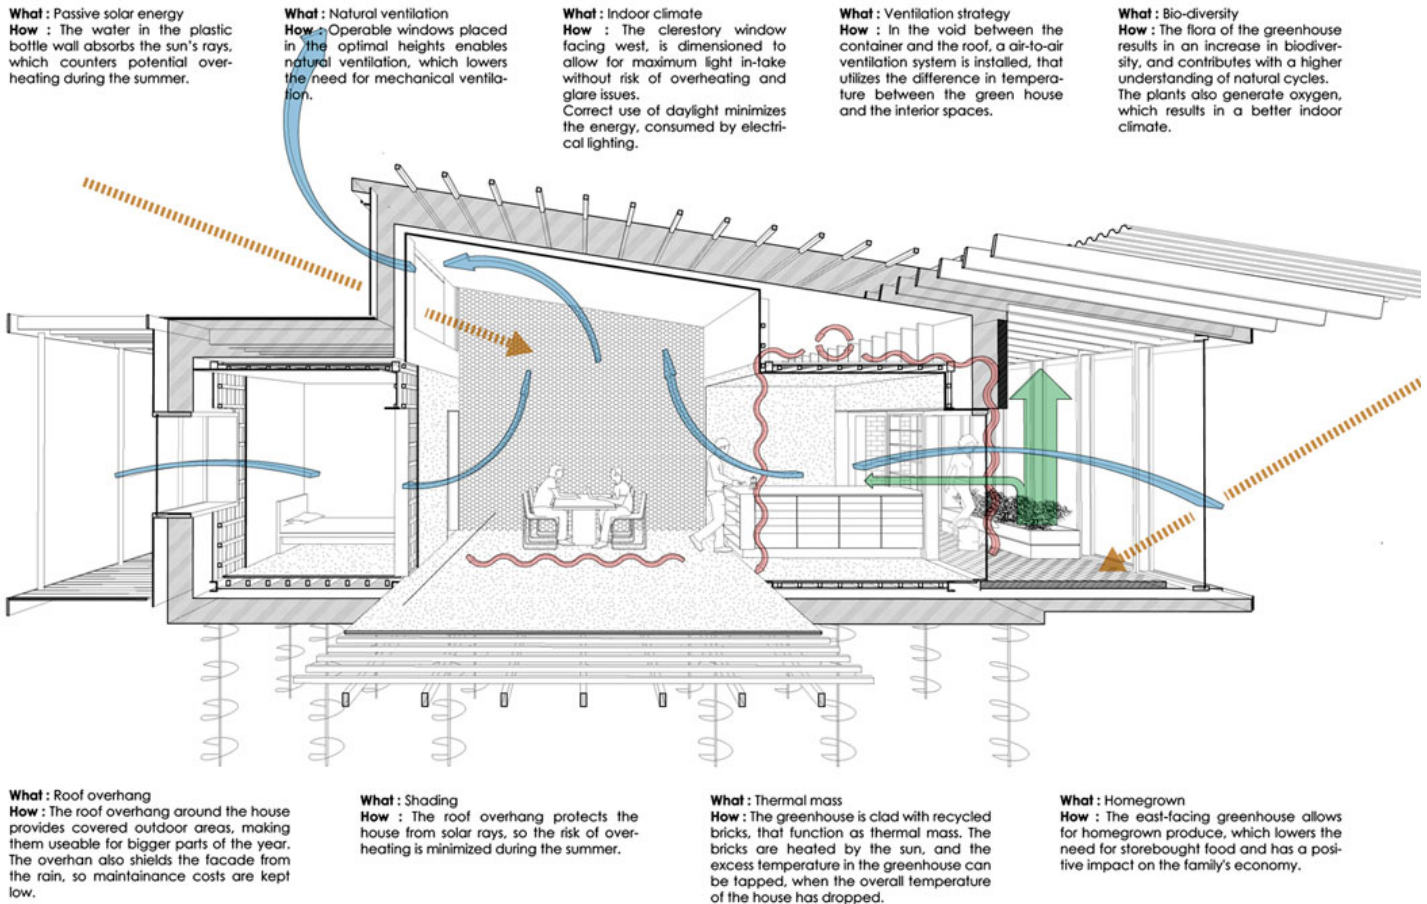 What : Passive solar energy
How : The water in the plastic
bottle wall absorbs the sun's rays,
which counters potential over-
heating during the summer.
What : Natural ventilation
How : Operable windows placed
in the optimal heights enables
natural ventilation, which lowers
the need for mechanical ventila-
tion.
What : Indoor climate
How : The clerestory window
facing west, is dimensioned to
allow for maximum light in-take
without risk of overheating and
glare issues.
Correct use of daylight minimizes
the energy, consumed by electri-
cal lighting.
What : Ventilation strategy
How : In the void between the
container and the roof, a air-to-air
ventilation system is installed, that
utilizes the difference in tempera-
ture between the green house
and the interior spaces.
What : Bio-diversity
How : The flora of the greenhouse
results in an increase in biodiver-
sity, and contributes with a higher
understanding of natural cycles.
The plants also generate oxygen,
which results in a better indoor
climate.
What : Roof overhang
How : The roof overhang around the house
provides covered outdoor areas, making
them useable for bigger parts of the year.
The overhan also shields the facade from
the rain, so maintainance costs are kept
low.
What : Shading
How : The roof overhang protects the
house from solar rays, so the risk of over-
heating is minimized during the summer.
What : Thermal mass
How : The greenhouse is clad with recycled
bricks, that function as thermal mass. The
bricks are heated by the sun, and the
excess temperature in the greenhouse can
be tapped, when the overall temperature
of the house has dropped.
What : Homegrown
How : The east-facing greenhouse allows
for homegrown produce, which lowers the
need for storebought food and has a posi-
tive impact on the family's economy.